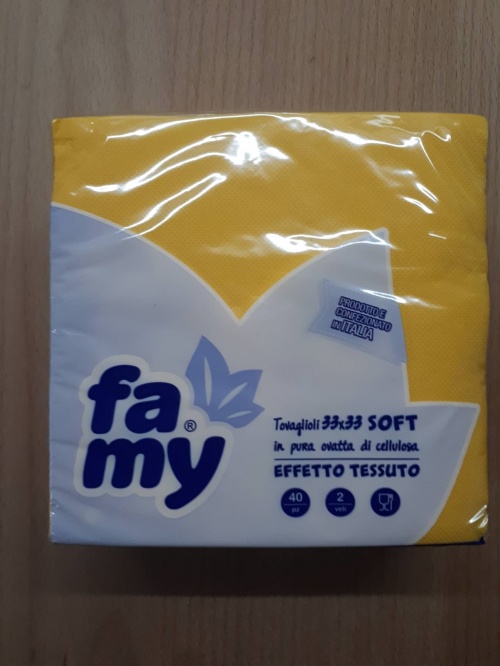 PRODOTTO E
CONFEZIONATO
IN ITALIA
fa
my®
Tovaglioli 33x33 SOFT
in pura ovatta di cellulosa
EFFETTO TESSUTO
40 2
pz veli